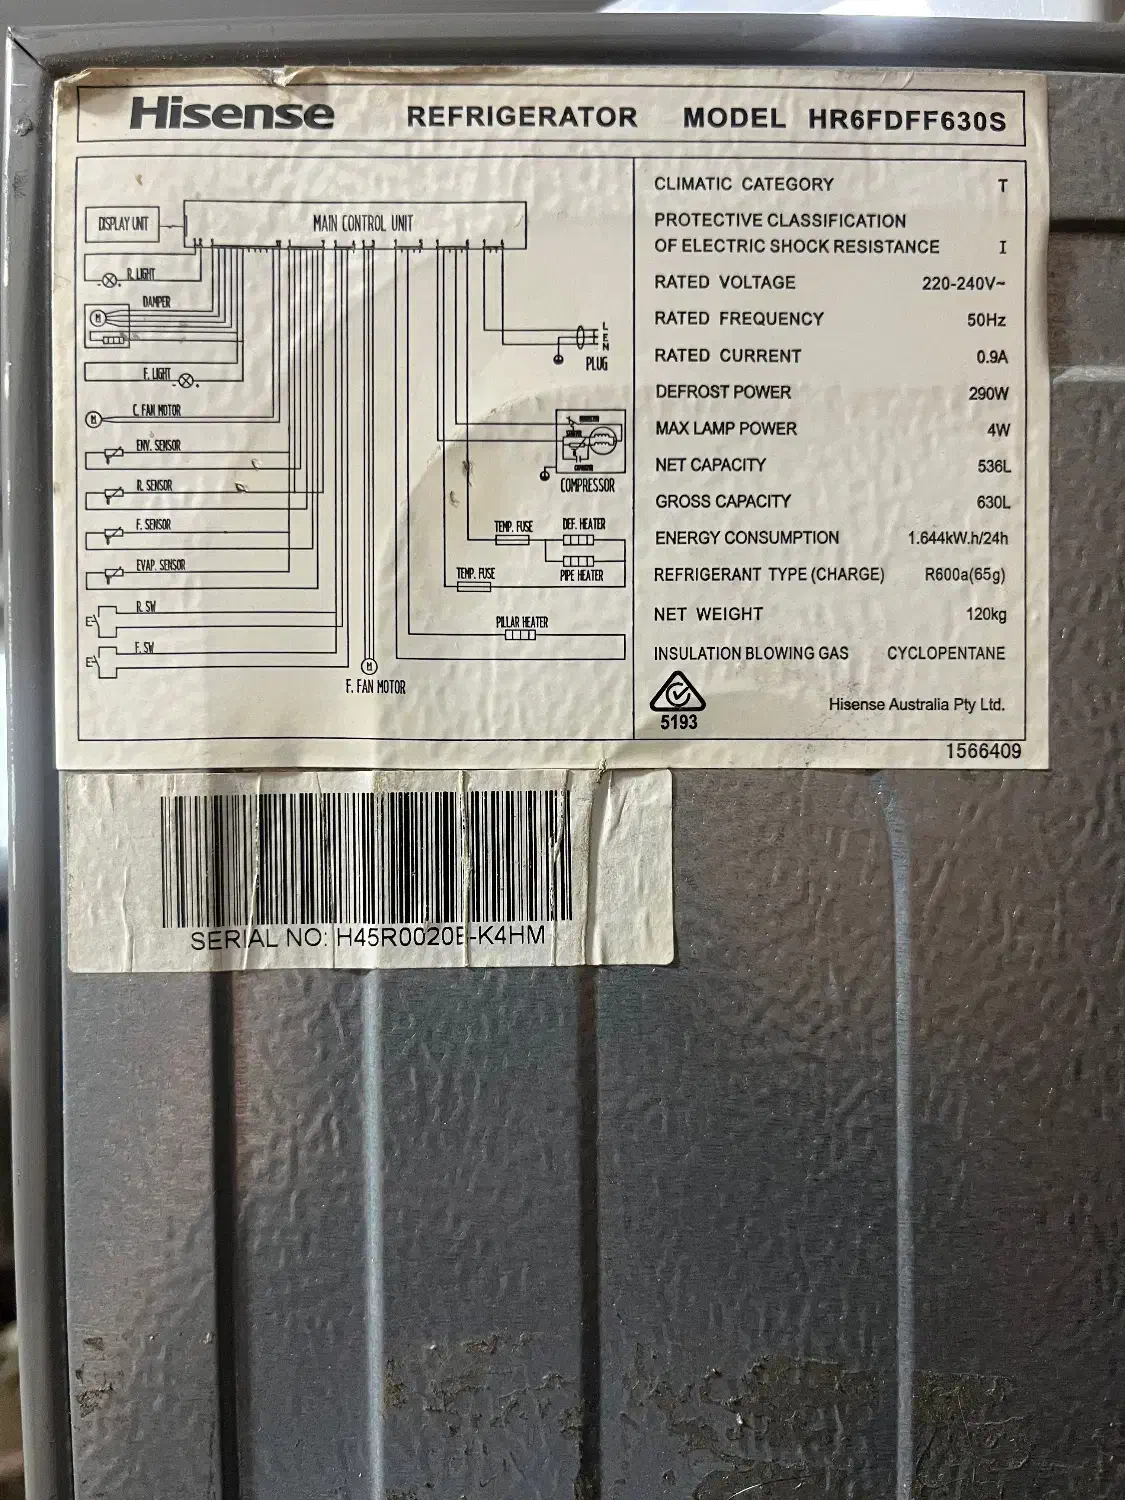 Hisense REFRIGERATOR MODEL HR6FDFF630S
DISPLAY UNIT
MAIN CONTROL UNIT
R. LIGHT
DAMPER
M
F. LIGHT
C. FAN MOTOR
M
ENV. SENSOR
R. SENSOR
F. SENSOR
EVAP. SENSOR
R. SW
F. SW
M
F. FAN MOTOR
L
E
N
PLUG
COMPRESSOR
TEMP. FUSE
DEF. HEATER
TEMP. FUSE
PIPE HEATER
PILLAR HEATER
CLIMATIC CATEGORY T
PROTECTIVE CLASSIFICATION
OF ELECTRIC SHOCK RESISTANCE I
RATED VOLTAGE 220-240V~
RATED FREQUENCY 50Hz
RATED CURRENT 0.9A
DEFROST POWER 290W
MAX LAMP POWER 4W
NET CAPACITY 536L
GROSS CAPACITY 630L
ENERGY CONSUMPTION 1.644kW.h/24h
REFRIGERANT TYPE (CHARGE) R600a(65g)
NET WEIGHT 120kg
INSULATION BLOWING GAS CYCLOPENTANE
5193
Hisense Australia Pty Ltd.
1566409
SERIAL NO: H45R0020E-K4HM